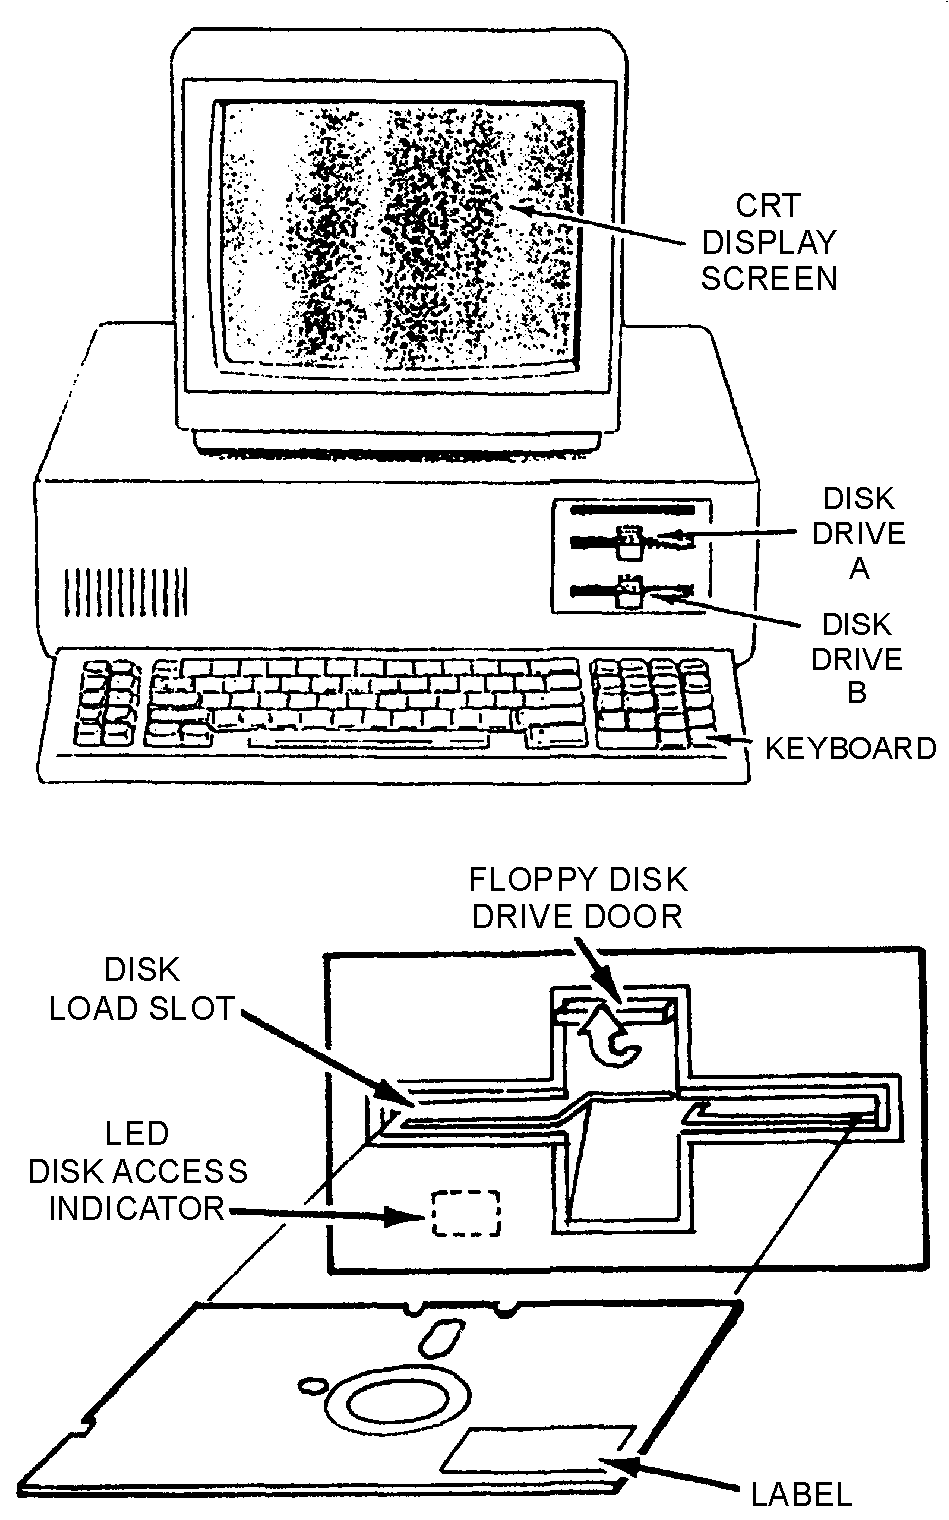 CRT
DISPLAY
SCREEN
DISK
DRIVE
A
DISK
DRIVE
B
KEYBOARD
FLOPPY DISK
DRIVE DOOR
DISK
LOAD SLOT
LED
DISK ACCESS
INDICATOR
LABEL